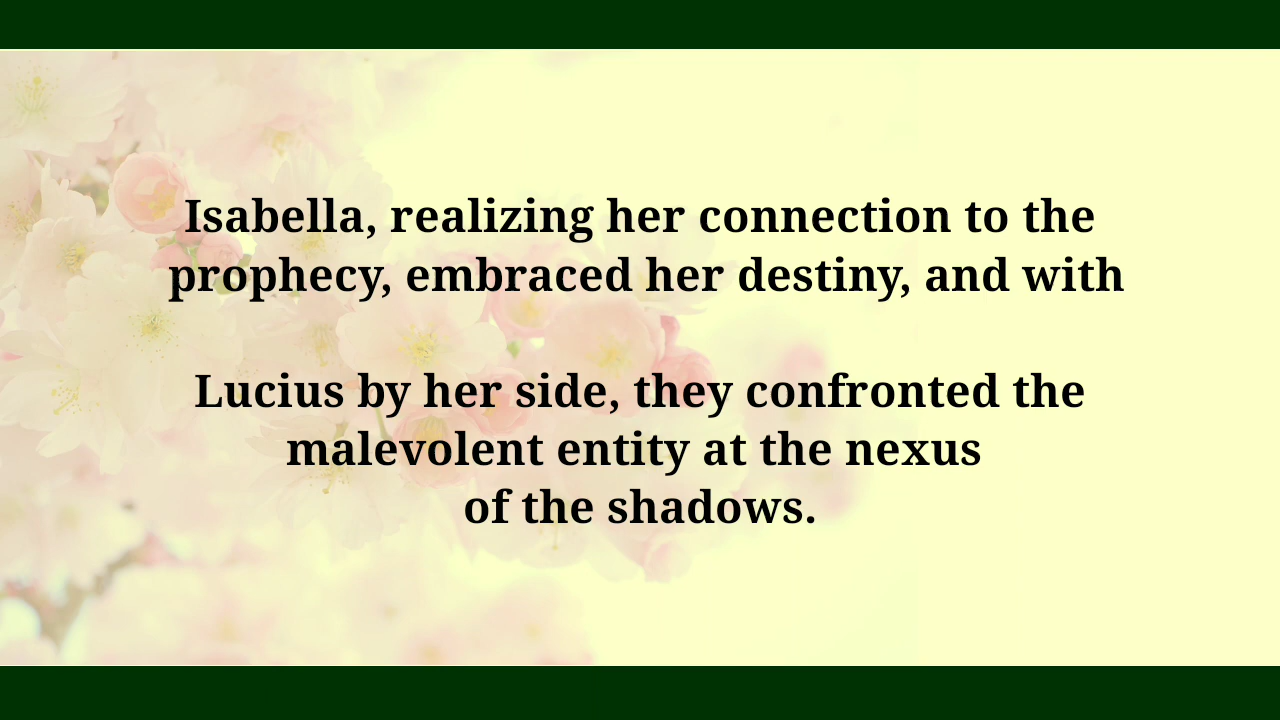 Isabella, realizing her connection to the
prophecy, embraced her destiny, and with
Lucius by her side, they confronted the
malevolent entity at the nexus
of the shadows.